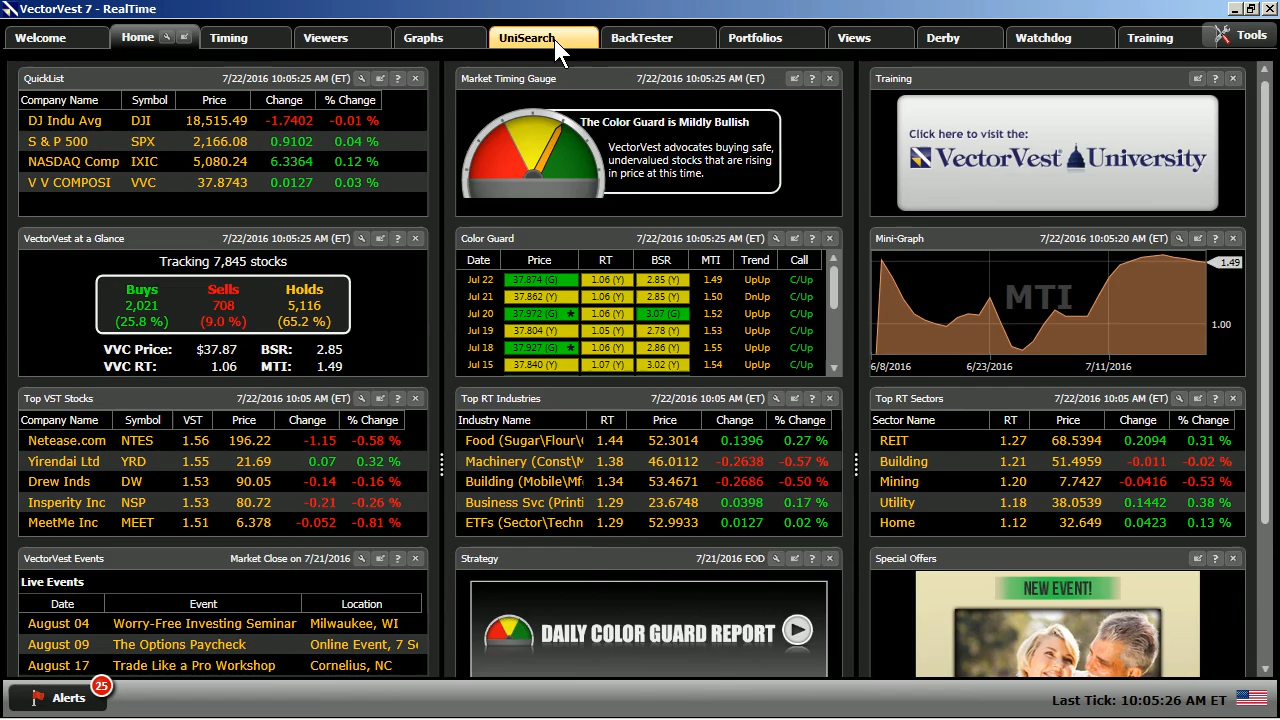 VectorVest 7 - RealTime
Welcome Home Timing Viewers Graphs UniSearch BackTester Portfolios Views Derby Watchdog Training Tools
QuickList 7/22/2016 10:05:25 AM (ET)
Company Name Symbol Price Change % Change
DJ Indu Avg DJI 18,515.49 -1.7402 -0.01 %
S & P 500 SPX 2,166.08 0.9102 0.04 %
NASDAQ Comp IXIC 5,080.24 6.3364 0.12 %
V V COMPOSI VVC 37.8743 0.0127 0.03 %
Market Timing Gauge 7/22/2016 10:05:25 AM (ET)
The Color Guard is Mildly Bullish
VectorVest advocates buying safe,
undervalued stocks that are rising
in price at this time.
Training
Click here to visit the:
VectorVest University
VectorVest at a Glance 7/22/2016 10:05:25 AM (ET)
Tracking 7,845 stocks
Buys Sells Holds
2,021 708 5,116
(25.8 %) (9.0 %) (65.2 %)
VVC Price: $37.87 BSR: 2.85
VVC RT: 1.06 MTI: 1.49
Color Guard 7/22/2016 10:05:25 AM (ET)
Date Price RT BSR MTI Trend Call
Jul 22 37.874 (G) 1.06 (Y) 2.85 (Y) 1.49 UpUp C/Up
Jul 21 37.862 (Y) 1.06 (Y) 2.85 (Y) 1.50 DnUp C/Up
Jul 20 37.972 (G) ★ 1.06 (Y) 3.07 (G) 1.52 UpUp C/Up
Jul 19 37.804 (Y) 1.05 (Y) 2.78 (Y) 1.53 UpUp C/Up
Jul 18 37.927 (G) ★ 1.06 (Y) 2.86 (Y) 1.55 UpUp C/Up
Jul 15 37.840 (Y) 1.07 (Y) 3.02 (Y) 1.54 UpUp C/Up
Mini-Graph 7/22/2016 10:05:20 AM (ET)
1.49
MTI
1.00
6/8/2016 6/23/2016 7/11/2016
Top VST Stocks 7/22/2016 10:05 AM (ET)
Company Name Symbol VST Price Change % Change
Netease.com NTES 1.56 196.22 -1.15 -0.58 %
Yirendai Ltd YRD 1.55 21.69 0.07 0.32 %
Drew Inds DW 1.53 90.05 -0.14 -0.16 %
Insperity Inc NSP 1.53 80.72 -0.21 -0.26 %
MeetMe Inc MEET 1.51 6.378 -0.052 -0.81 %
Top RT Industries 7/22/2016 10:05 AM (ET)
Industry Name RT Price Change % Change
Food (Sugar\Flour\( 1.44 52.3014 0.1396 0.27 %
Machinery (Const\M 1.38 46.0112 -0.2638 -0.57 %
Building (Mobile\Mf 1.34 53.4671 -0.2686 -0.50 %
Business Svc (Printi 1.29 23.6748 0.0398 0.17 %
ETFs (Sector\Techn 1.29 52.9933 0.0127 0.02 %
Top RT Sectors 7/22/2016 10:05 AM (ET)
Sector Name RT Price Change % Change
REIT 1.27 68.5394 0.2094 0.31 %
Building 1.21 51.4959 -0.011 -0.02 %
Mining 1.20 7.7427 -0.0416 -0.53 %
Utility 1.18 38.0539 0.1442 0.38 %
Home 1.12 32.649 0.0423 0.13 %
VectorVest Events Market Close on 7/21/2016
Live Events
Date Event Location
August 04 Worry-Free Investing Seminar Milwaukee, WI
August 09 The Options Paycheck Online Event, 7 Se
August 17 Trade Like a Pro Workshop Cornelius, NC
Strategy 7/21/2016 EOD
DAILY COLOR GUARD REPORT
Special Offers
NEW EVENT!
Alerts 25
Last Tick: 10:05:26 AM ET